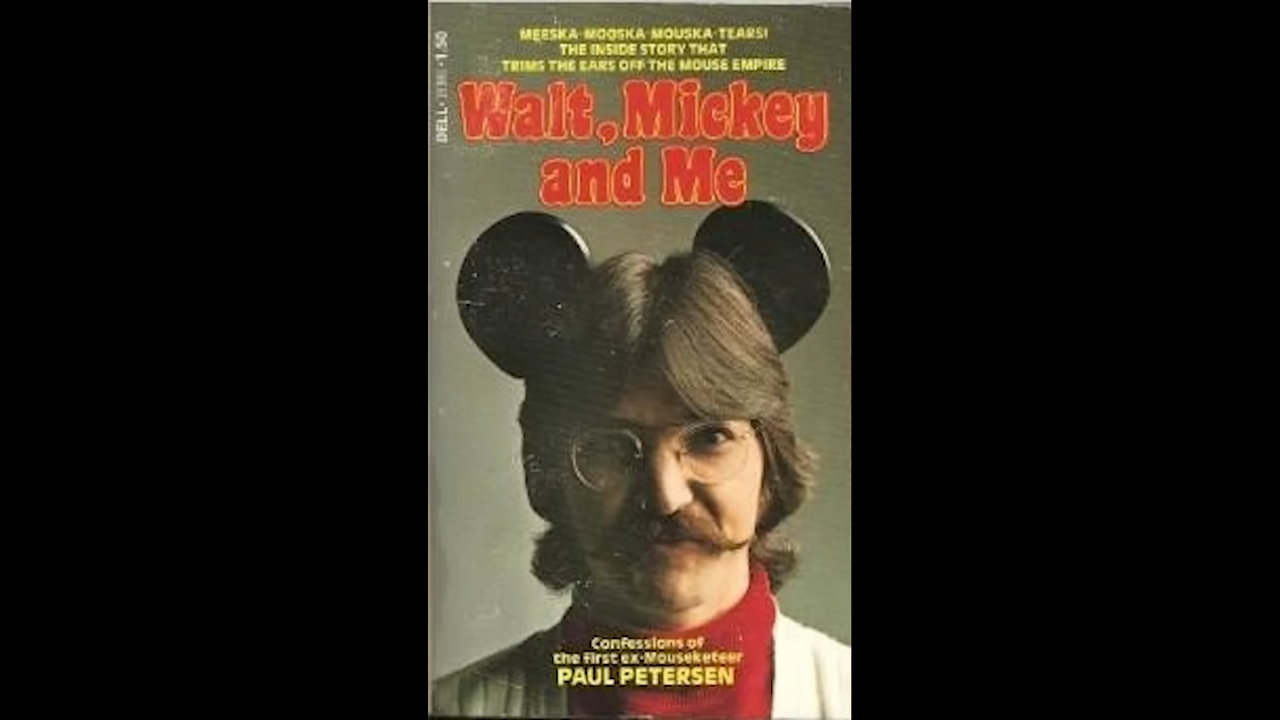 MEESKA-MOOSKA-MOUSKA-TEARS!
THE INSIDE STORY THAT
TRIMS THE EARS OFF THE MOUSE EMPIRE
DELL • • 1.50
Walt, Mickey
and Me
Confessions of
the first ex-Mouseketeer
PAUL PETERSEN